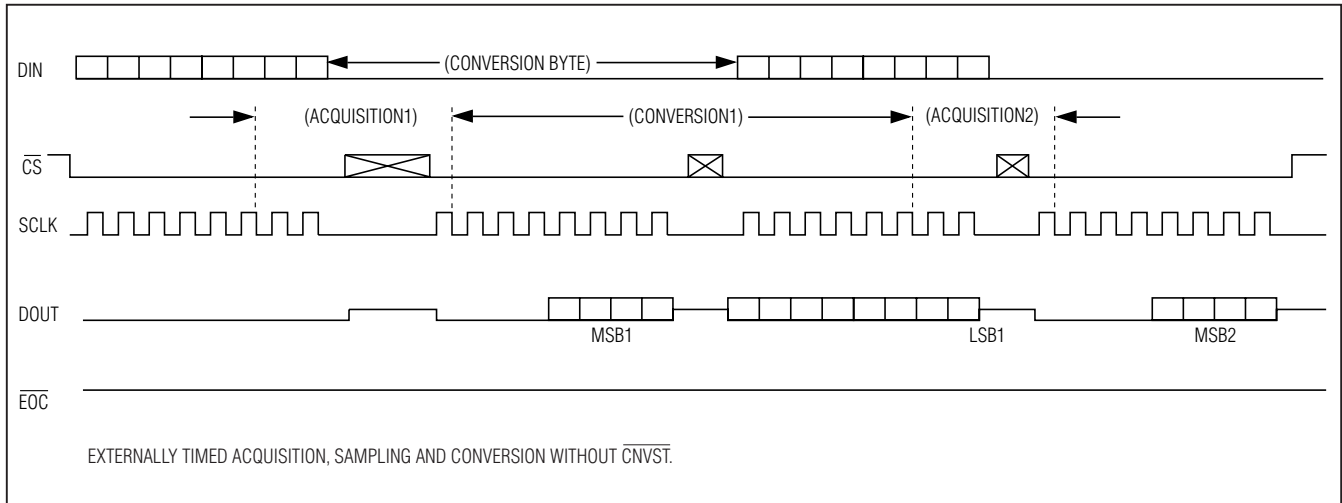 DIN
(CONVERSION BYTE)
(ACQUISITION1)
(CONVERSION1)
(ACQUISITION2)
CS
SCLK
DOUT
MSB1
LSB1
MSB2
EOC
EXTERNALLY TIMED ACQUISITION, SAMPLING AND CONVERSION WITHOUT CNVST.